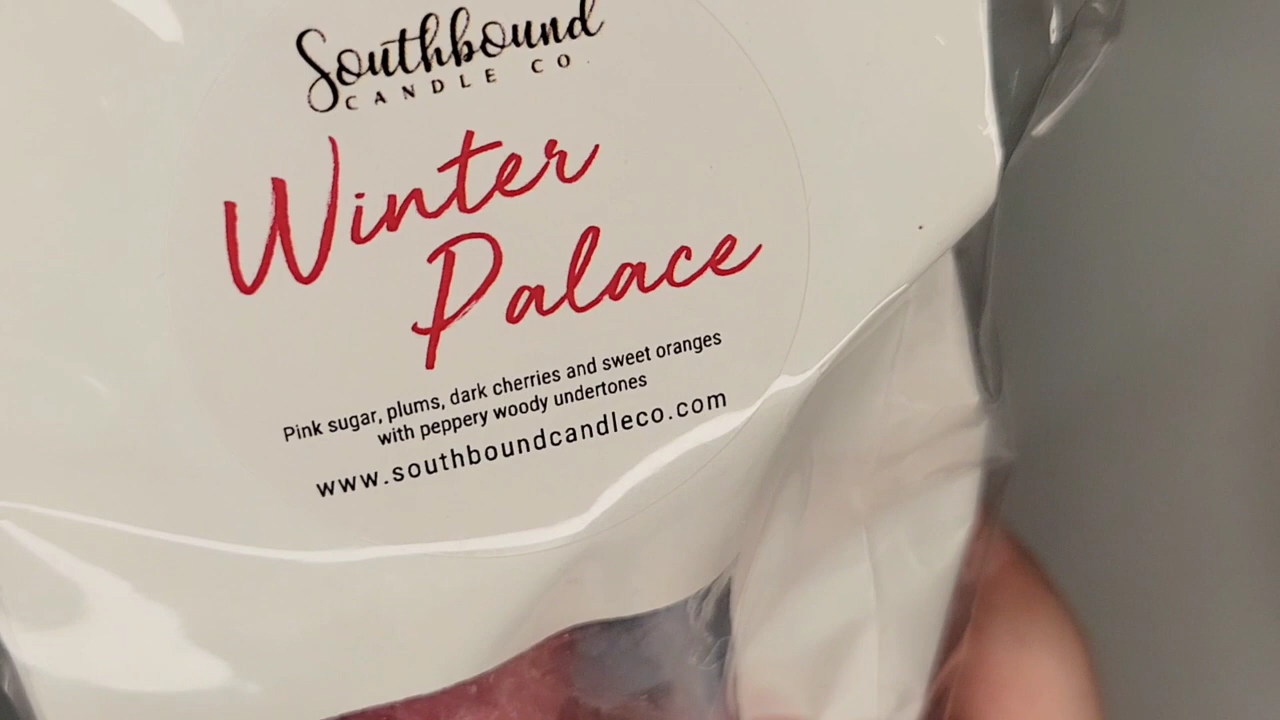 Southbound
CANDLE CO.
Winter
Palace
Pink sugar, plums, dark cherries and sweet oranges
with peppery woody undertones
www.southboundcandleco.com